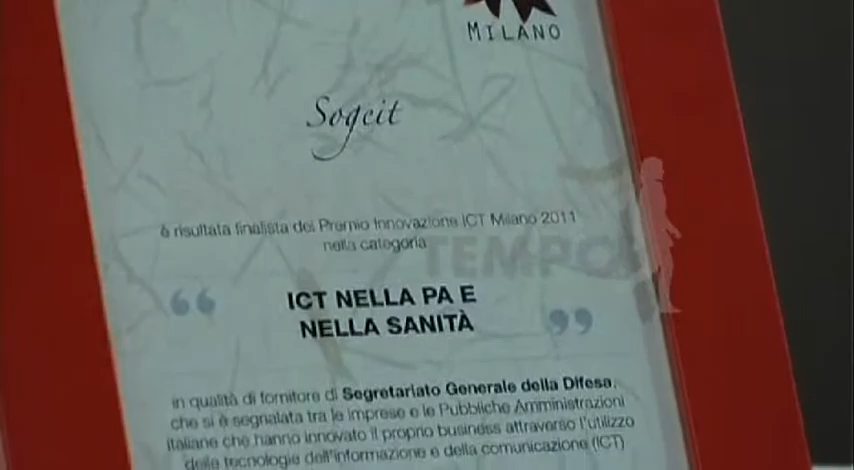 MILANO
Sogeit
è risultata finalista del Premio Innovazione ICT Milano 2011
nella categoria
TEMPO
“ ICT NELLA PA E
NELLA SANITÀ ”
in qualità di fornitore di Segretariato Generale della Difesa,
che si è segnalata tra le Imprese e le Pubbliche Amministrazioni
italiane che hanno innovato il proprio business attraverso l'utilizzo
delle tecnologie dell'informazione e della comunicazione (ICT)